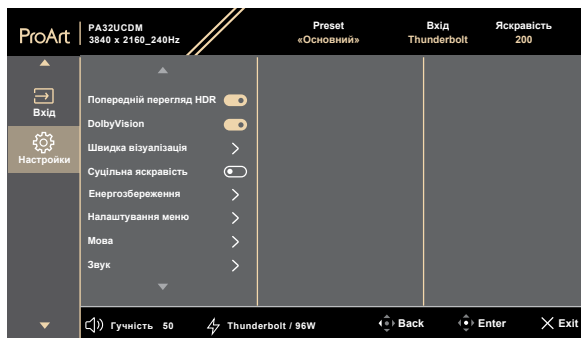 ProArt
PA32UCDM
3840 x 2160_240Hz
Preset
«Основний»
Вхід
Thunderbolt
Яскравість
200
Вхід
Настройки
Попередній перегляд HDR
DolbyVision
Швидка візуалізація
Суцільна яскравість
Енергозбереження
Налаштування меню
Мова
Звук
Гучність 50
Thunderbolt / 96W
Back
Enter
Exit